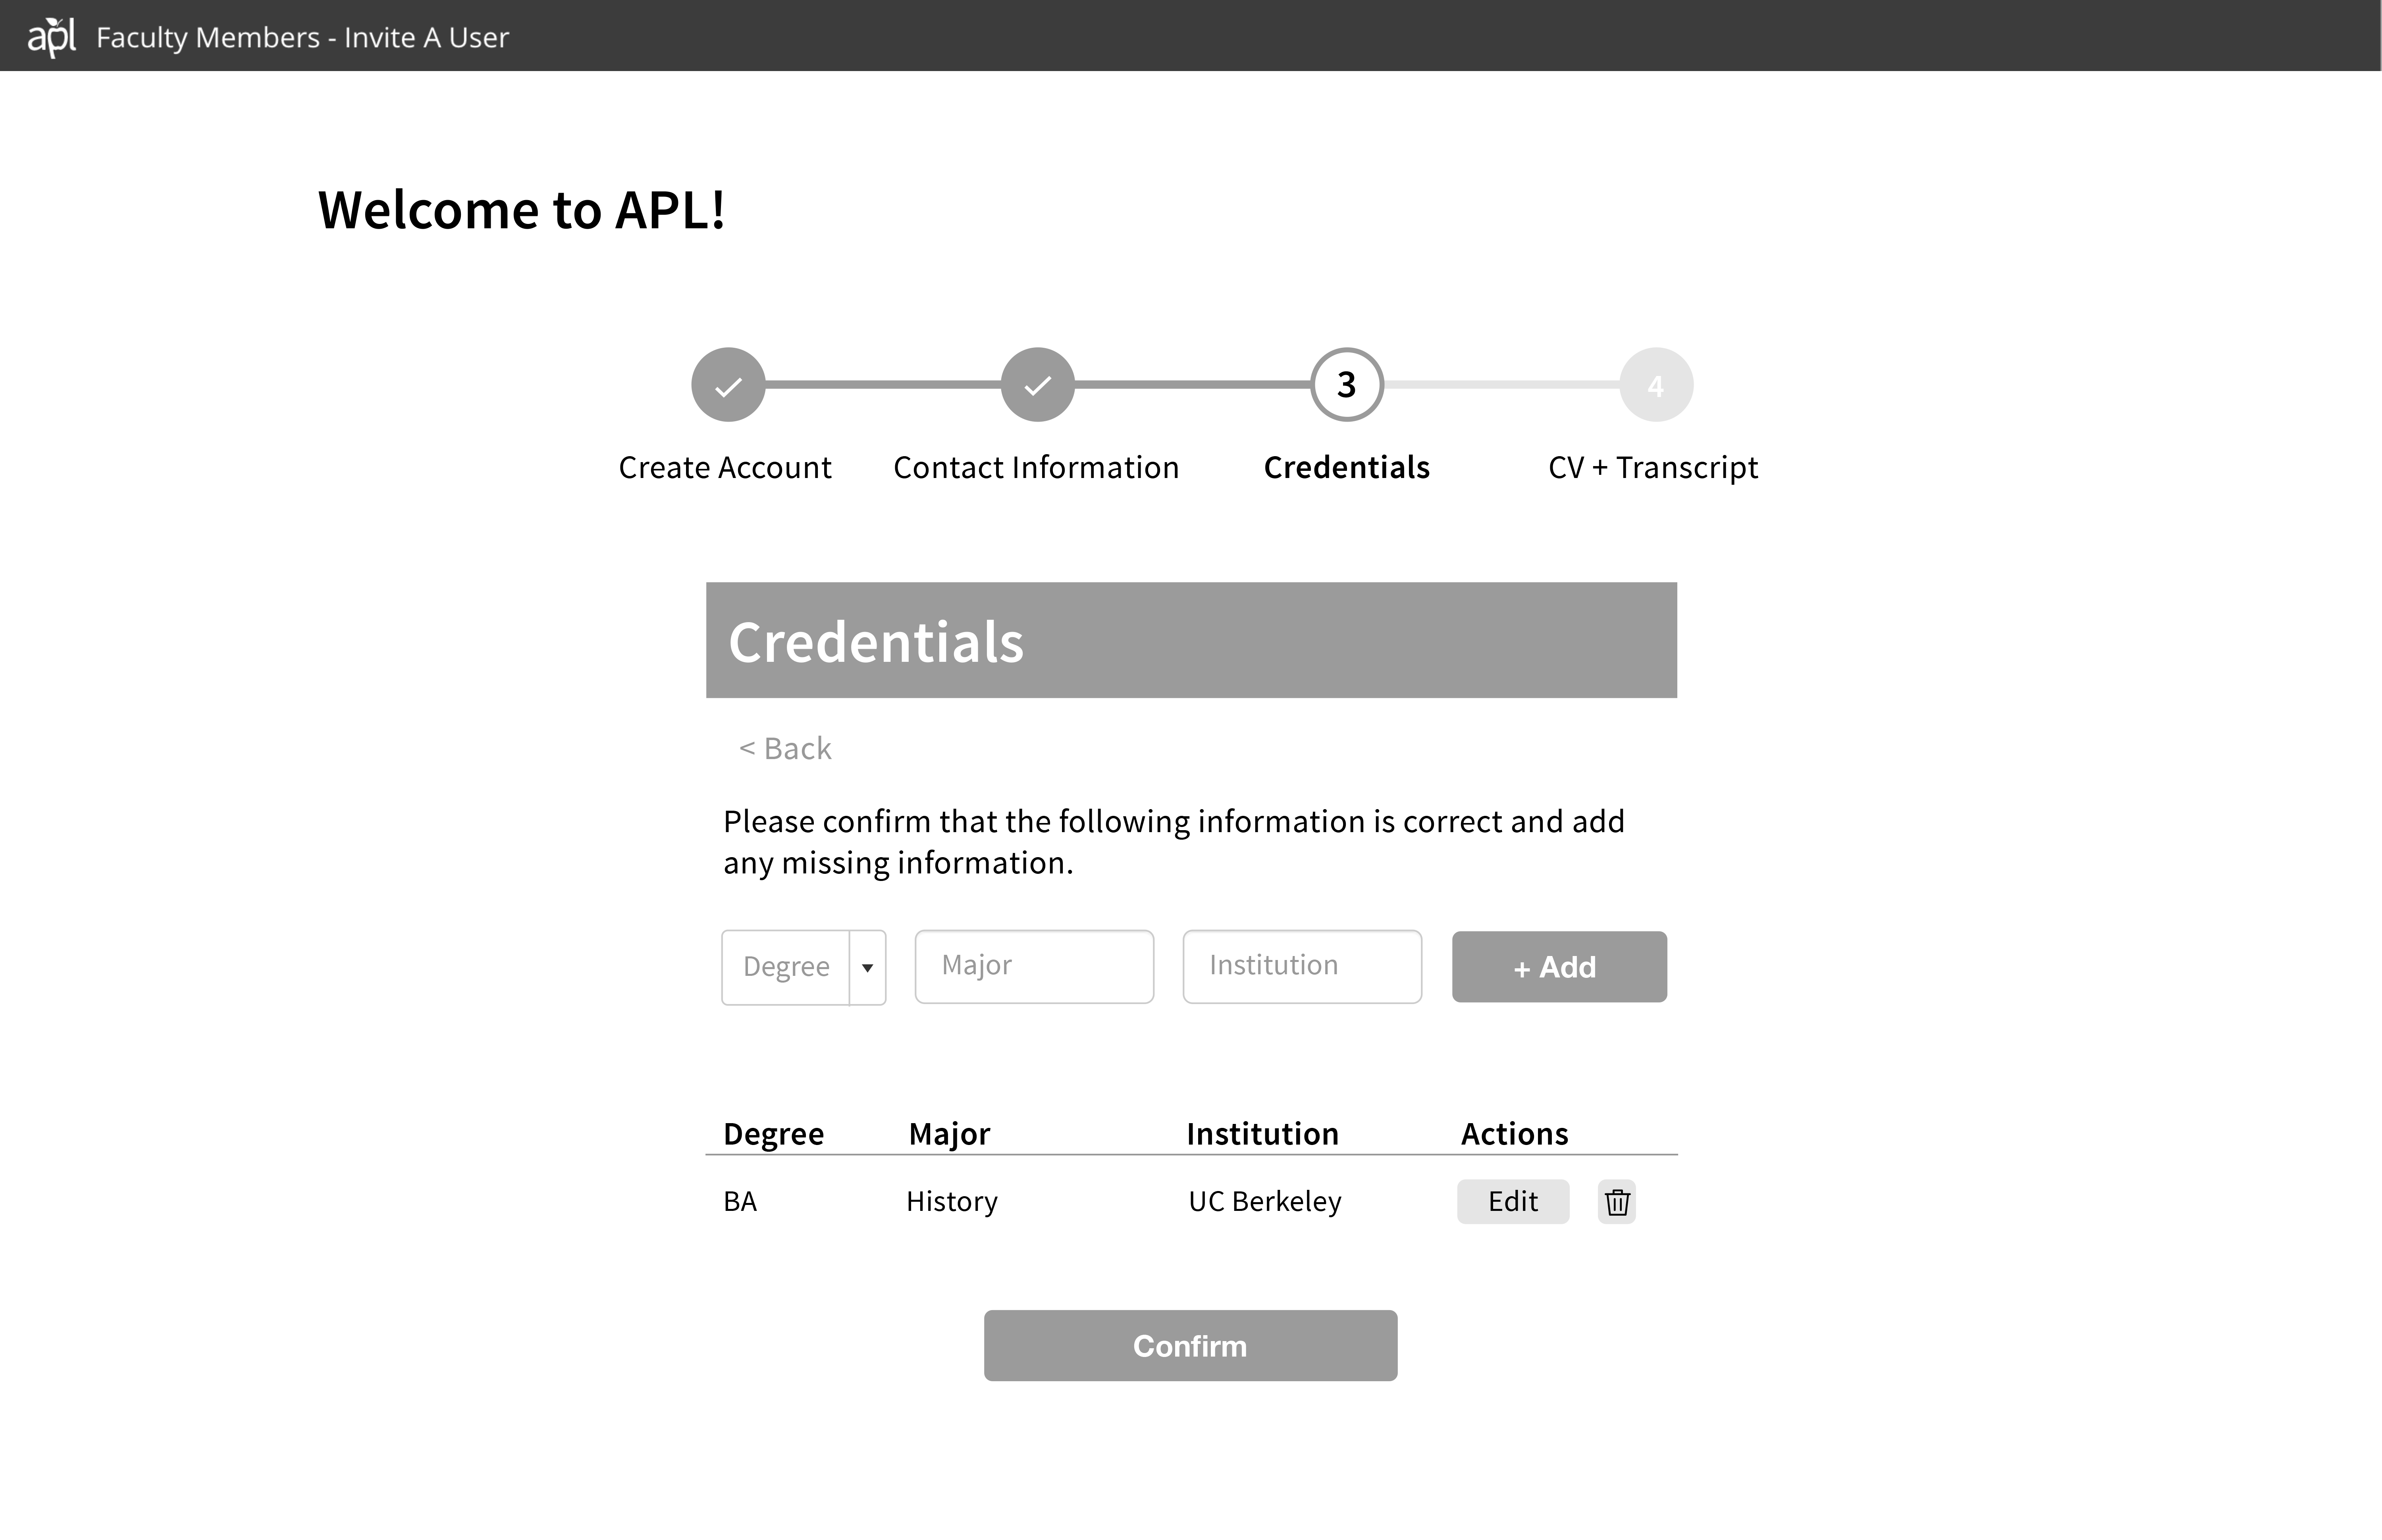 apl Faculty Members - Invite A User
Welcome to APL!
3
4
Create Account
Contact Information
Credentials
CV + Transcript
Credentials
< Back
Please confirm that the following information is correct and add
any missing information.
Degree
Major
Institution
+ Add
Degree Major Institution Actions
BA History UC Berkeley Edit
Confirm